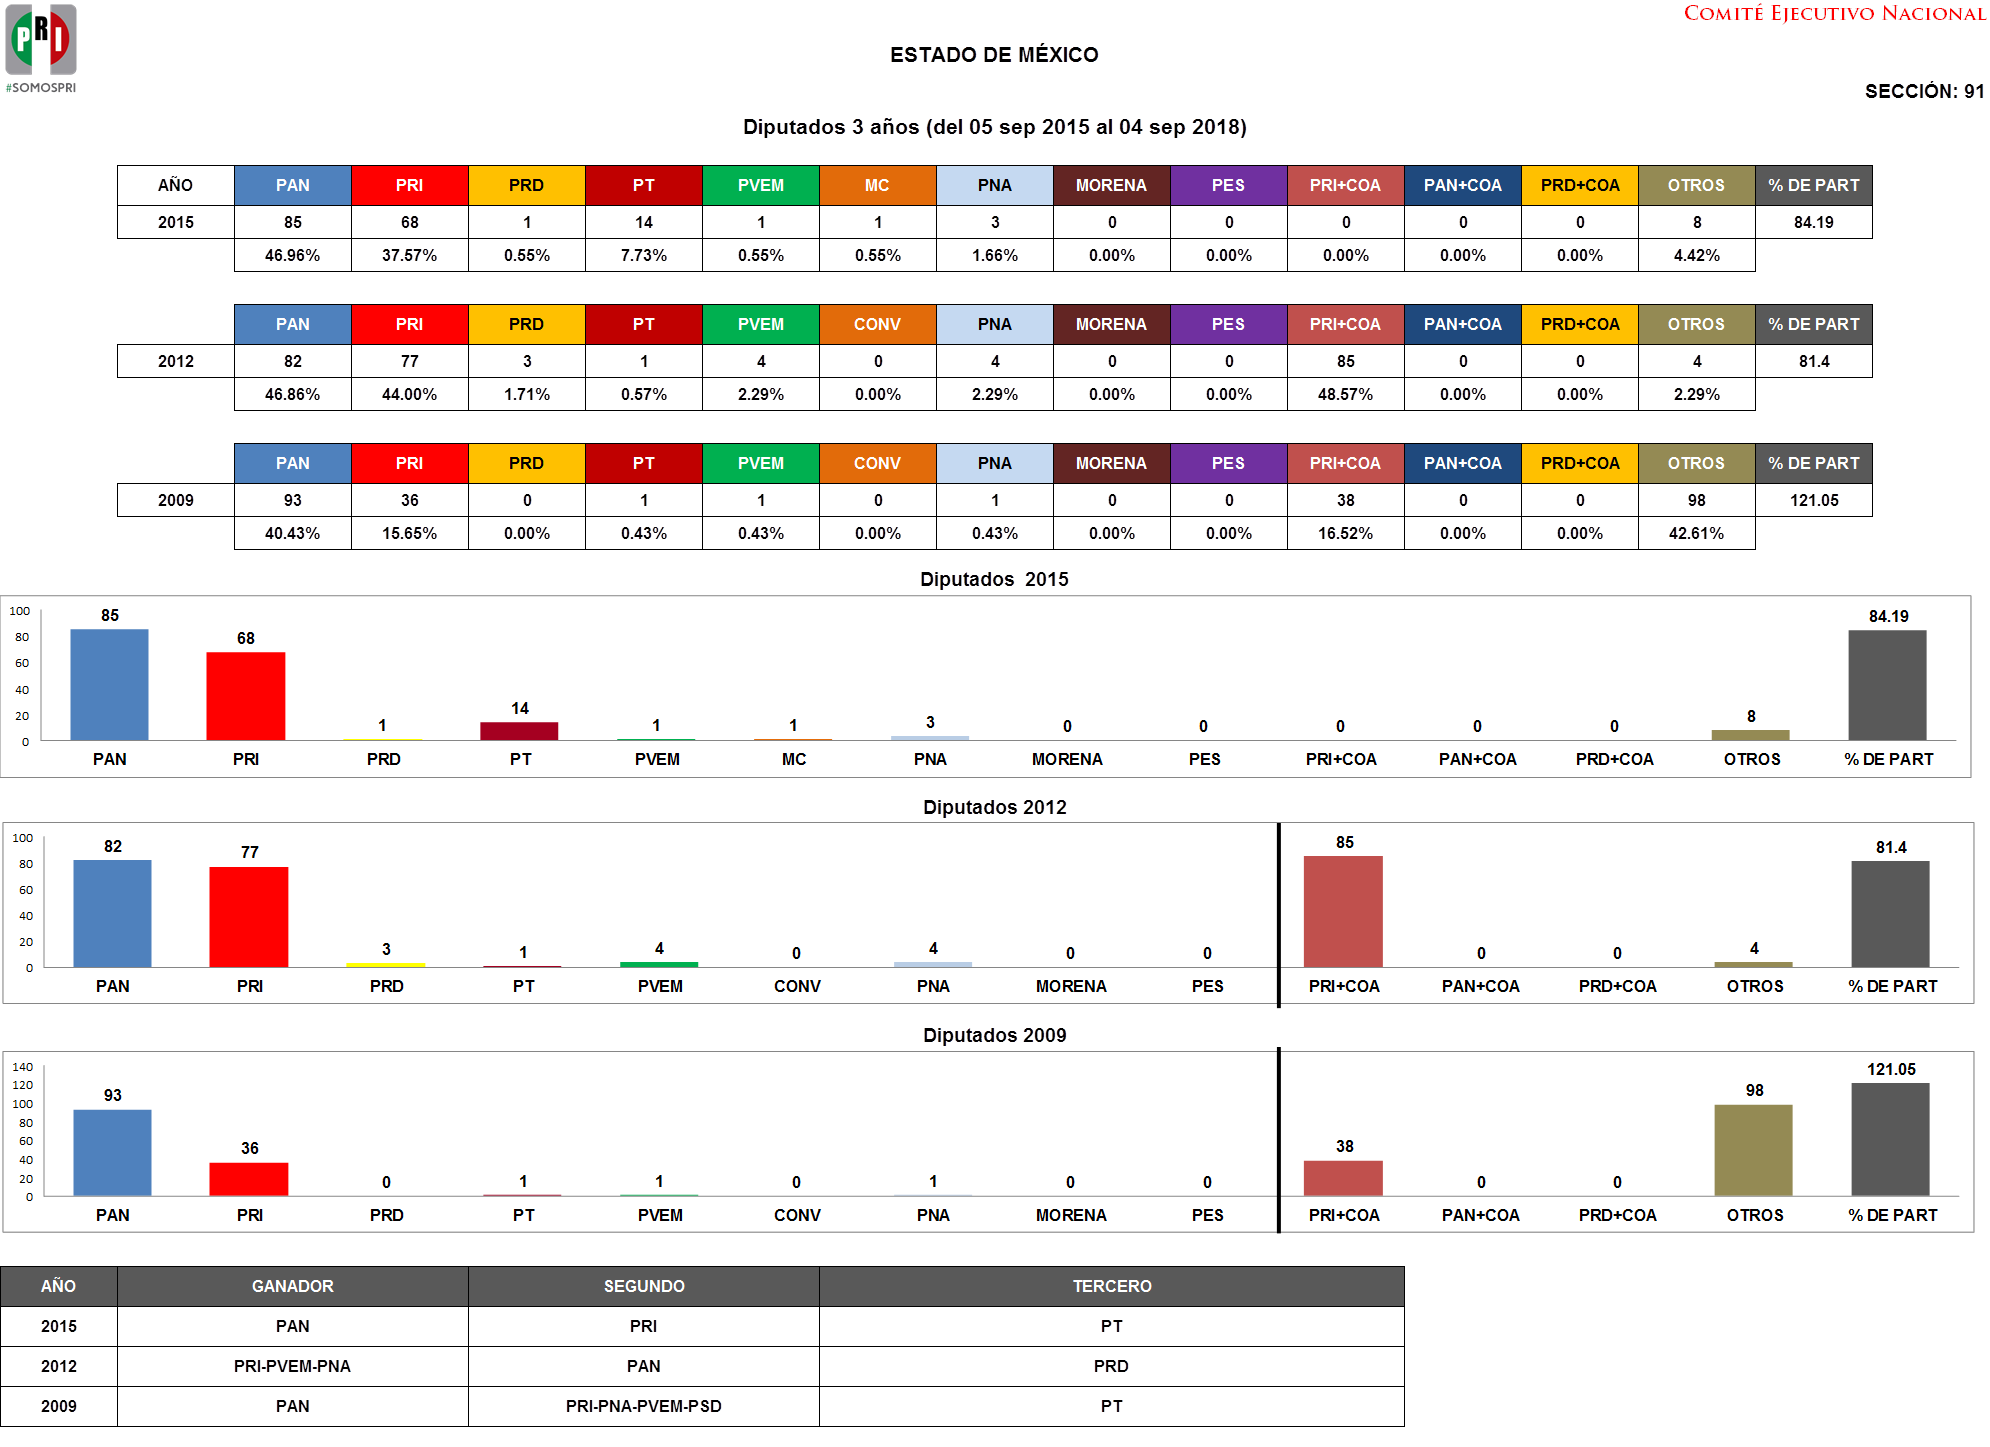 PRI
#SOMOSPRI
COMITÉ EJECUTIVO NACIONAL
ESTADO DE MÉXICO
SECCIÓN: 91
Diputados 3 años (del 05 sep 2015 al 04 sep 2018)
AÑO PAN PRI PRD PT PVEM MC PNA MORENA PES PRI+COA PAN+COA PRD+COA OTROS % DE PART
2015 85 68 1 14 1 1 3 0 0 0 0 0 8 84.19
46.96% 37.57% 0.55% 7.73% 0.55% 0.55% 1.66% 0.00% 0.00% 0.00% 0.00% 0.00% 4.42%
PAN PRI PRD PT PVEM CONV PNA MORENA PES PRI+COA PAN+COA PRD+COA OTROS % DE PART
2012 82 77 3 1 4 0 4 0 0 85 0 0 4 81.4
46.86% 44.00% 1.71% 0.57% 2.29% 0.00% 2.29% 0.00% 0.00% 48.57% 0.00% 0.00% 2.29%
PAN PRI PRD PT PVEM CONV PNA MORENA PES PRI+COA PAN+COA PRD+COA OTROS % DE PART
2009 93 36 0 1 1 0 1 0 0 38 0 0 98 121.05
40.43% 15.65% 0.00% 0.43% 0.43% 0.00% 0.43% 0.00% 0.00% 16.52% 0.00% 0.00% 42.61%
Diputados 2015
100
80
60
40
20
0
85 68 1 14 1 1 3 0 0 0 0 0 8 84.19
PAN PRI PRD PT PVEM MC PNA MORENA PES PRI+COA PAN+COA PRD+COA OTROS % DE PART
Diputados 2012
100
80
60
40
20
0
82 77 3 1 4 0 4 0 0 85 0 0 4 81.4
PAN PRI PRD PT PVEM CONV PNA MORENA PES PRI+COA PAN+COA PRD+COA OTROS % DE PART
Diputados 2009
140
120
100
80
60
40
20
0
93 36 0 1 1 0 1 0 0 38 0 0 98 121.05
PAN PRI PRD PT PVEM CONV PNA MORENA PES PRI+COA PAN+COA PRD+COA OTROS % DE PART
AÑO GANADOR SEGUNDO TERCERO
2015 PAN PRI PT
2012 PRI-PVEM-PNA PAN PRD
2009 PAN PRI-PNA-PVEM-PSD PT